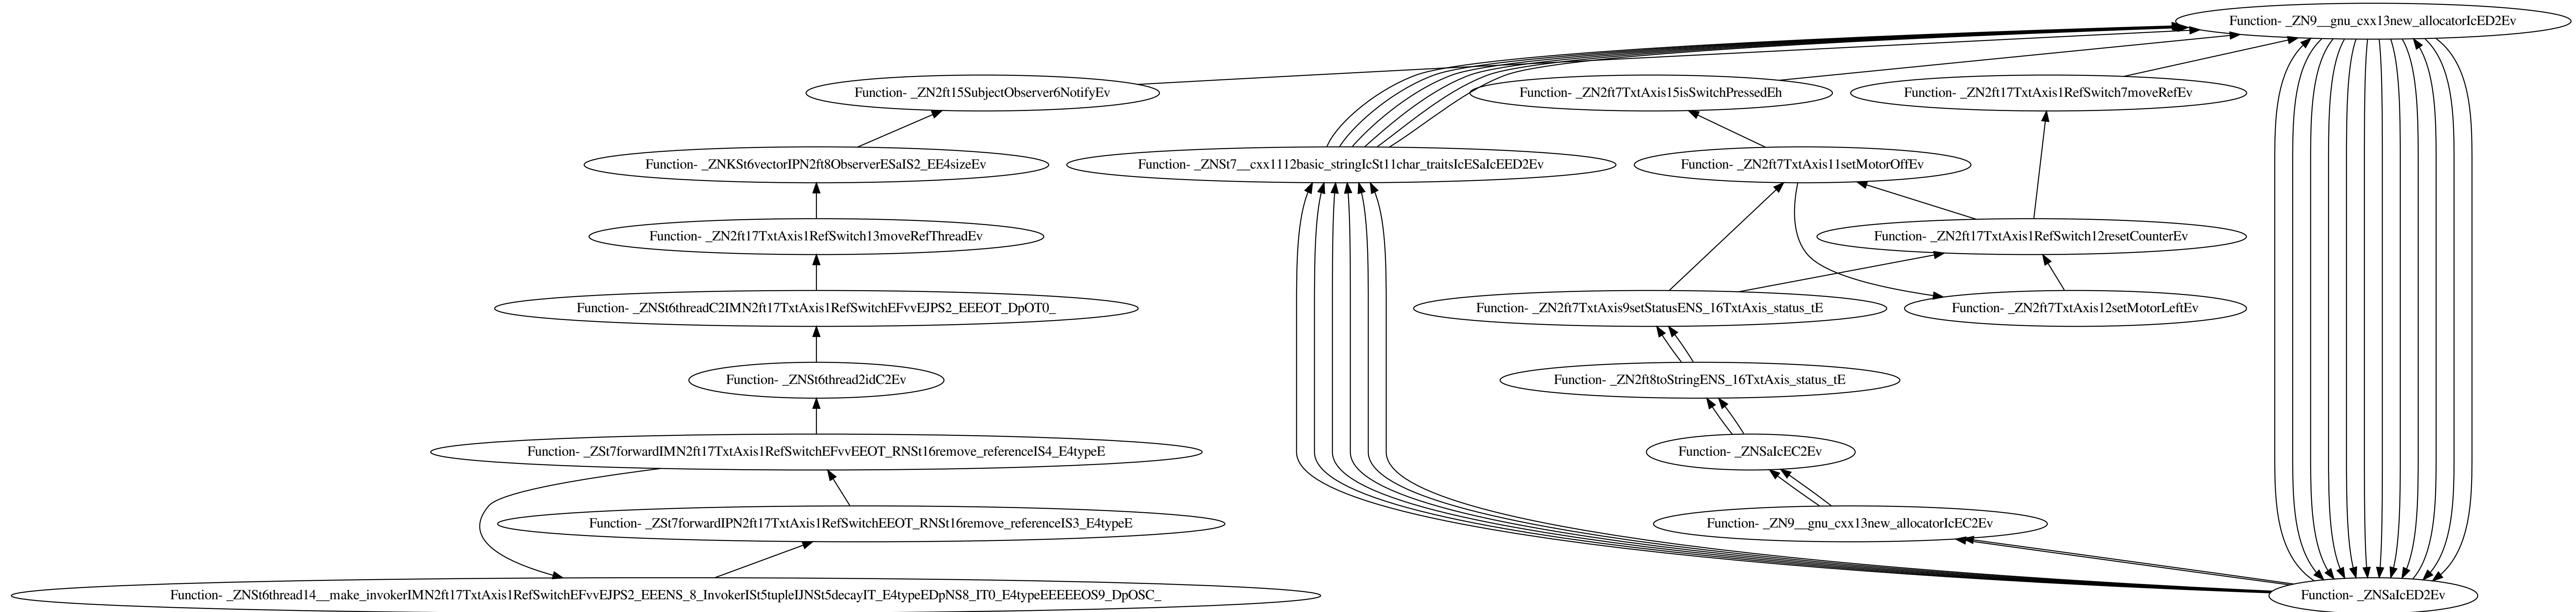 Function- _ZN9__gnu_cxx13new_allocatorIcED2Ev
Function- _ZN2ft15SubjectObserver6NotifyEv
Function- _ZN2ft7TxtAxis15isSwitchPressedEh
Function- _ZN2ft17TxtAxis1RefSwitch7moveRefEv
Function- _ZNKSt6vectorIPN2ft8ObserverESaIS2_EE4sizeEv
Function- _ZNSt7__cxx1112basic_stringIcSt11char_traitsIcESaIcEED2Ev
Function- _ZN2ft7TxtAxis11setMotorOffEv
Function- _ZN2ft17TxtAxis1RefSwitch13moveRefThreadEv
Function- _ZN2ft17TxtAxis1RefSwitch12resetCounterEv
Function- _ZNSt6threadC2IMN2ft17TxtAxis1RefSwitchEFvvEJPS2_EEEOT_DpOT0_
Function- _ZN2ft7TxtAxis9setStatusENS_16TxtAxis_status_tE
Function- _ZN2ft7TxtAxis12setMotorLeftEv
Function- _ZNSt6thread2idC2Ev
Function- _ZN2ft8toStringENS_16TxtAxis_status_tE
Function- _ZSt7forwardIMN2ft17TxtAxis1RefSwitchEFvvEEOT_RNSt16remove_referenceIS4_E4typeE
Function- _ZNSaIcEC2Ev
Function- _ZSt7forwardIPN2ft17TxtAxis1RefSwitchEEOT_RNSt16remove_referenceIS3_E4typeE
Function- _ZN9__gnu_cxx13new_allocatorIcEC2Ev
Function- _ZNSt6thread14__make_invokerIMN2ft17TxtAxis1RefSwitchEFvvEJPS2_EEENS_8_InvokerISt5tupleIJNSt5decayIT_E4typeEDpNS8_IT0_E4typeEEEEEOS9_DpOSC_
Function- _ZNSaIcED2Ev